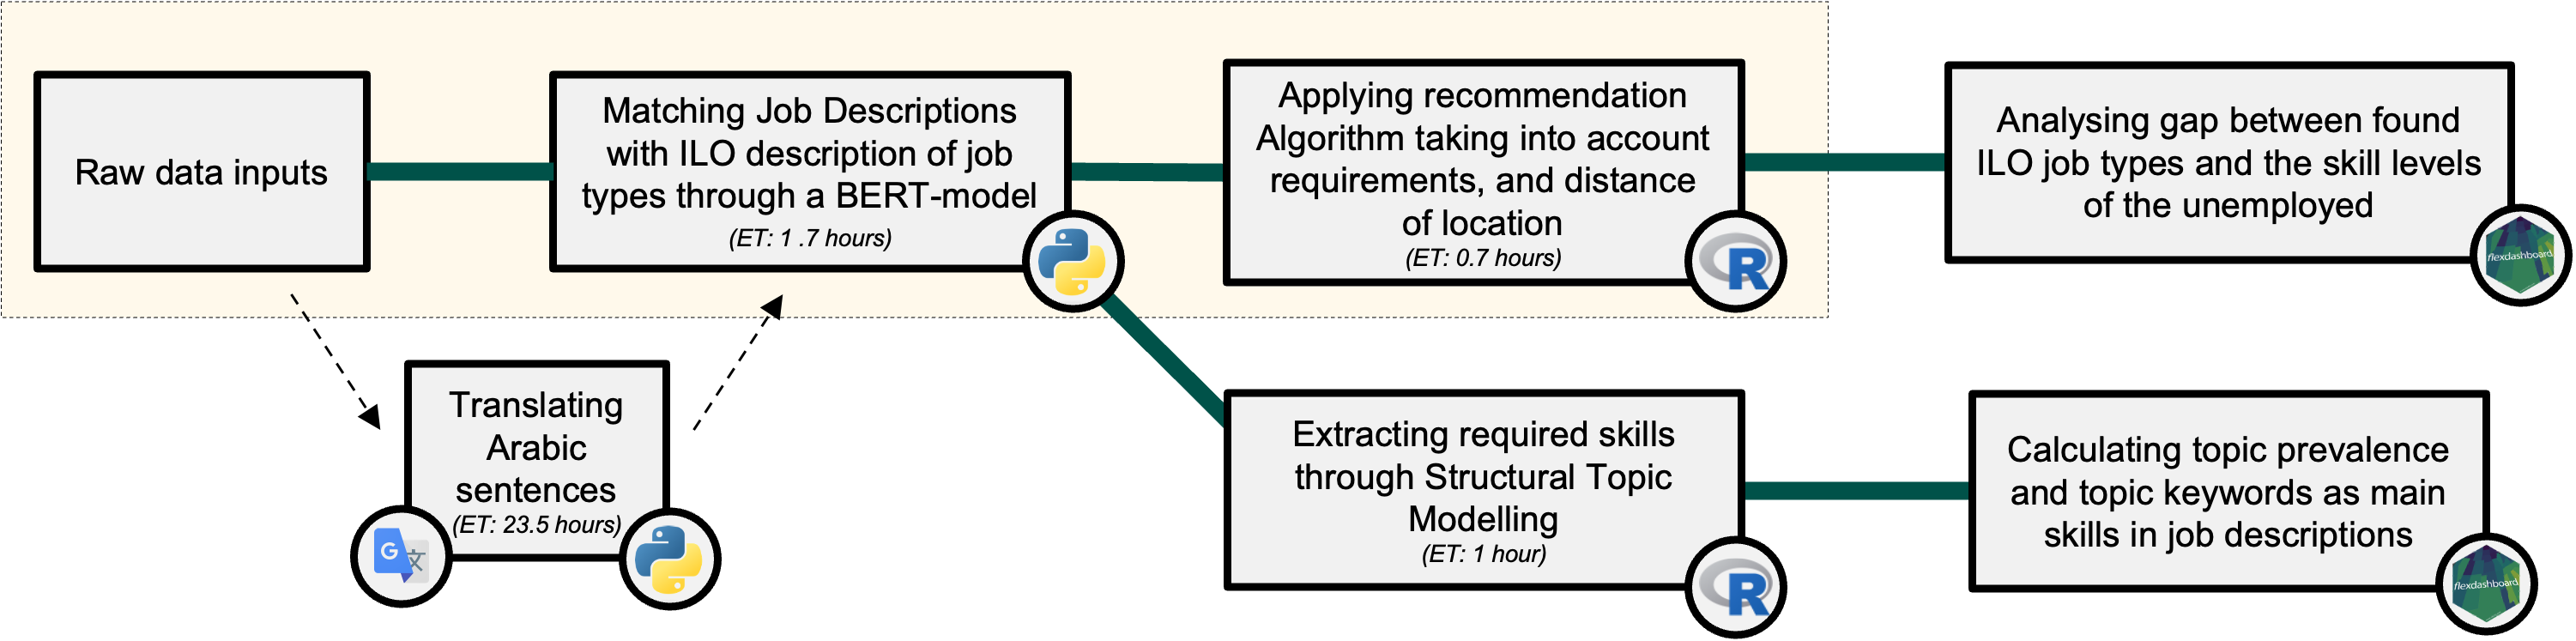 Raw data inputs
Matching Job Descriptions
with ILO description of job
types through a BERT-model
(ET: 1 .7 hours)
Applying recommendation
Algorithm taking into account
requirements, and distance
of location
(ET: 0.7 hours)
R
Analysing gap between found
ILO job types and the skill levels
of the unemployed
flexdashboard
Translating
Arabic
sentences
(ET: 23.5 hours)
G 文
Extracting required skills
through Structural Topic
Modelling
(ET: 1 hour)
R
Calculating topic prevalence
and topic keywords as main
skills in job descriptions
flexdashboard